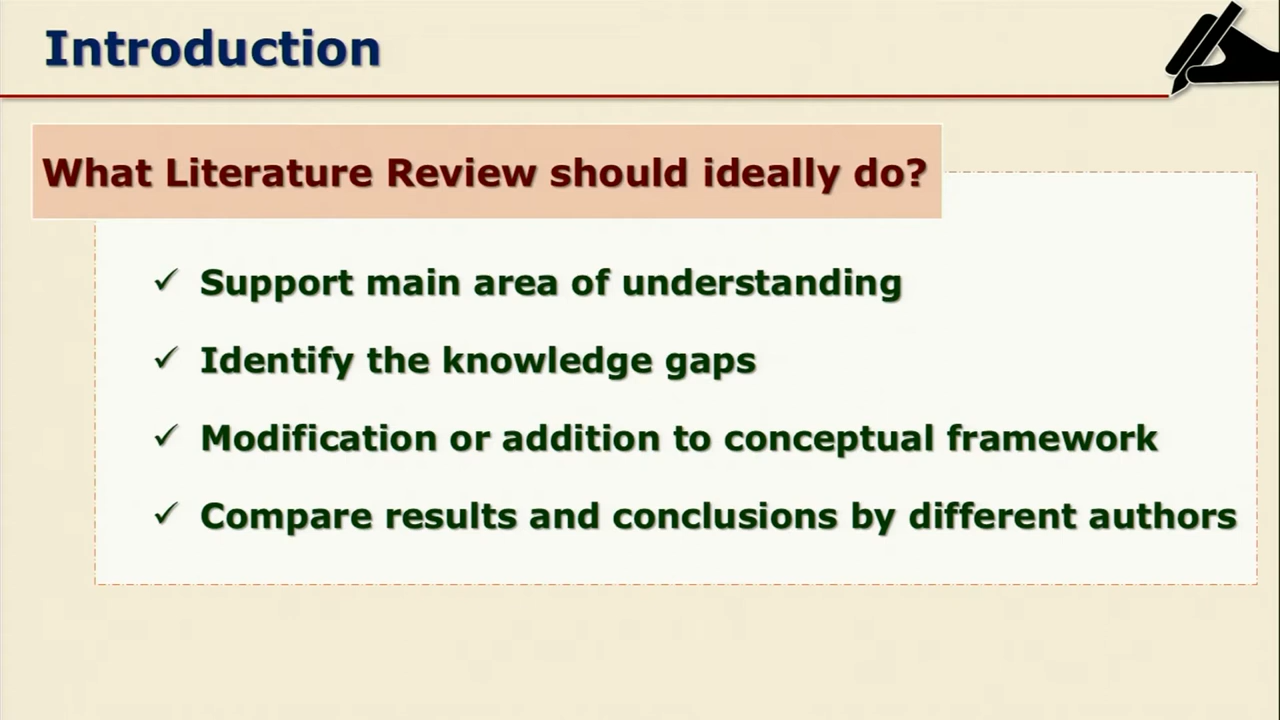 Introduction
What Literature Review should ideally do?
✓ Support main area of understanding
✓ Identify the knowledge gaps
✓ Modification or addition to conceptual framework
✓ Compare results and conclusions by different authors